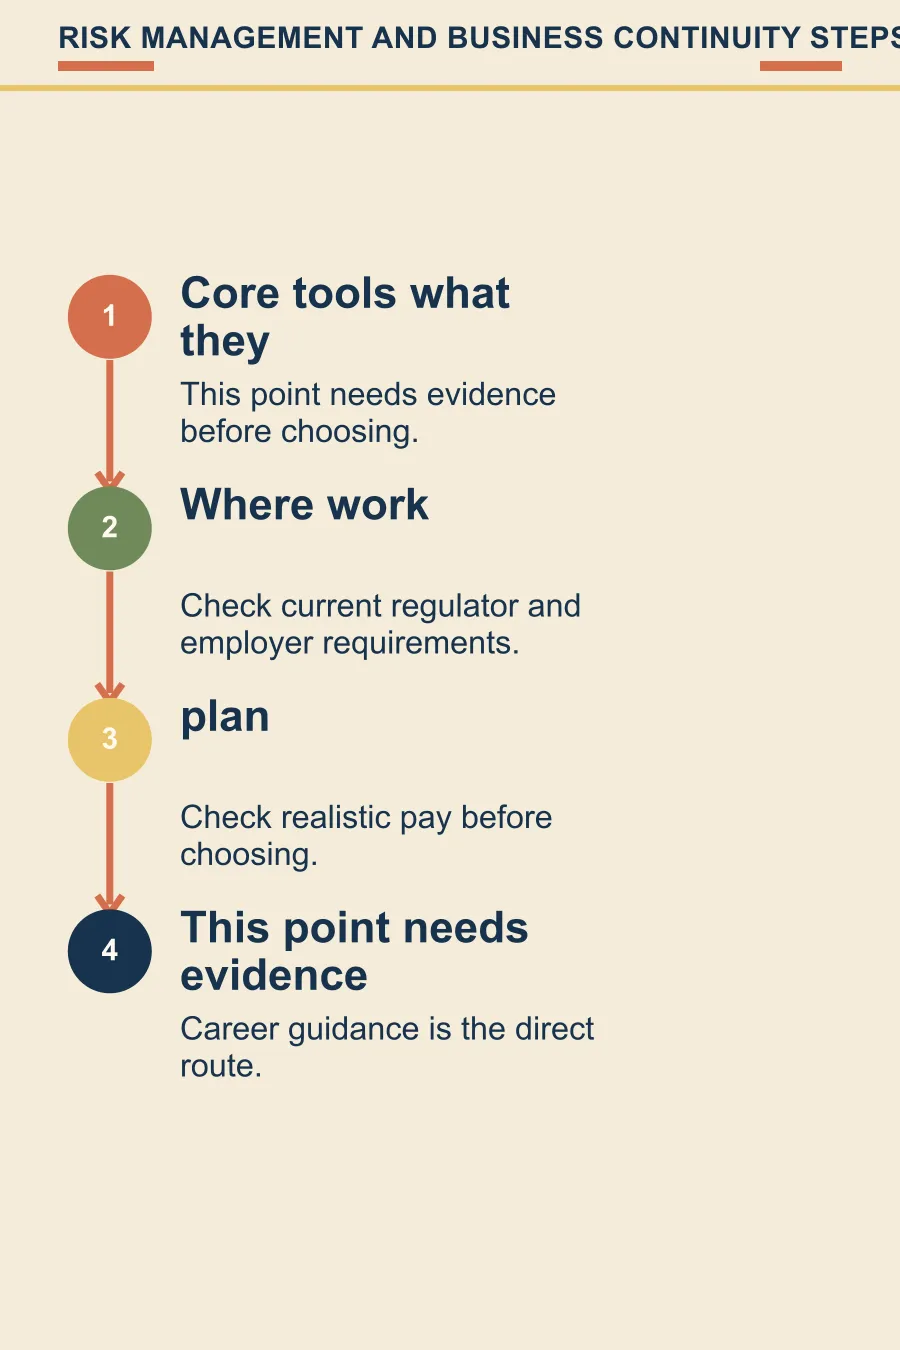 RISK MANAGEMENT AND BUSINESS CONTINUITY STEPS
1
Core tools what
they
This point needs evidence
before choosing.
2
Where work
Check current regulator and
employer requirements.
3
plan
Check realistic pay before
choosing.
4
This point needs
evidence
Career guidance is the direct
route.